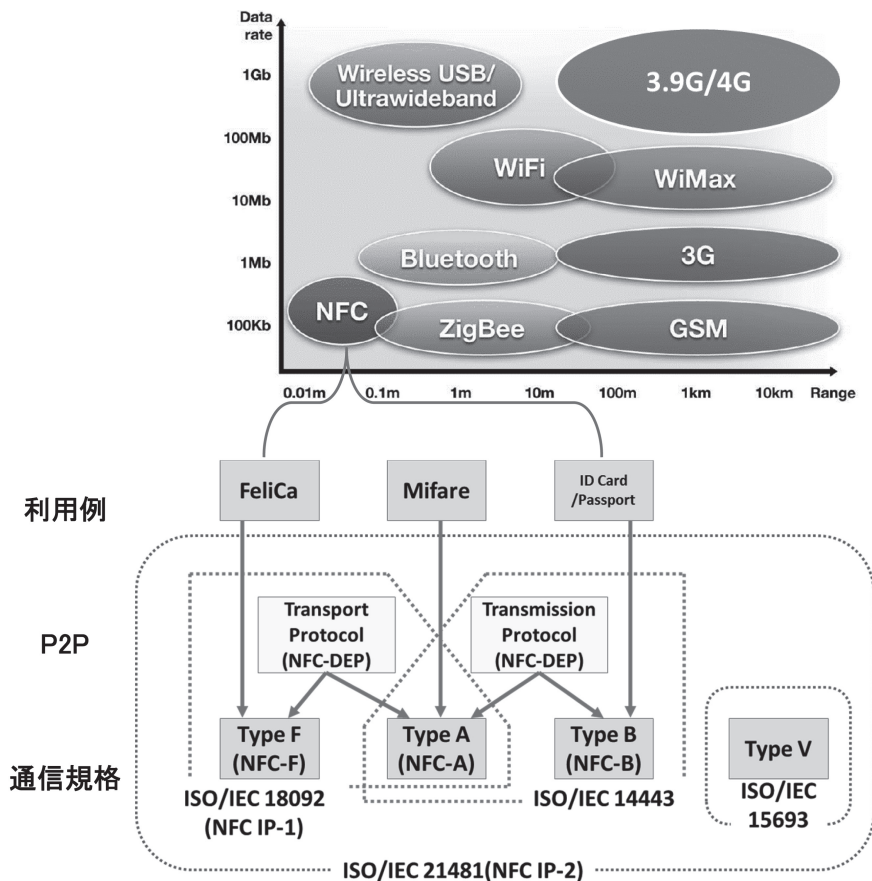 Data
rate
1Gb
Wireless USB/
Ultrawideband
3.9G/4G
100Mb
WiFi
WiMax
10Mb
1Mb
Bluetooth
3G
NFC
100Kb
ZigBee
GSM
0.01m 0.1m 1m 10m 100m 1km 10km Range
利用例
FeliCa
Mifare
ID Card
/Passport
P2P
Transport
Protocol
(NFC-DEP)
Transmission
Protocol
(NFC-DEP)
通信規格
Type F
(NFC-F)
Type A
(NFC-A)
Type B
(NFC-B)
Type V
ISO/IEC 18092
(NFC IP-1)
ISO/IEC 14443
ISO/IEC
15693
ISO/IEC 21481(NFC IP-2)